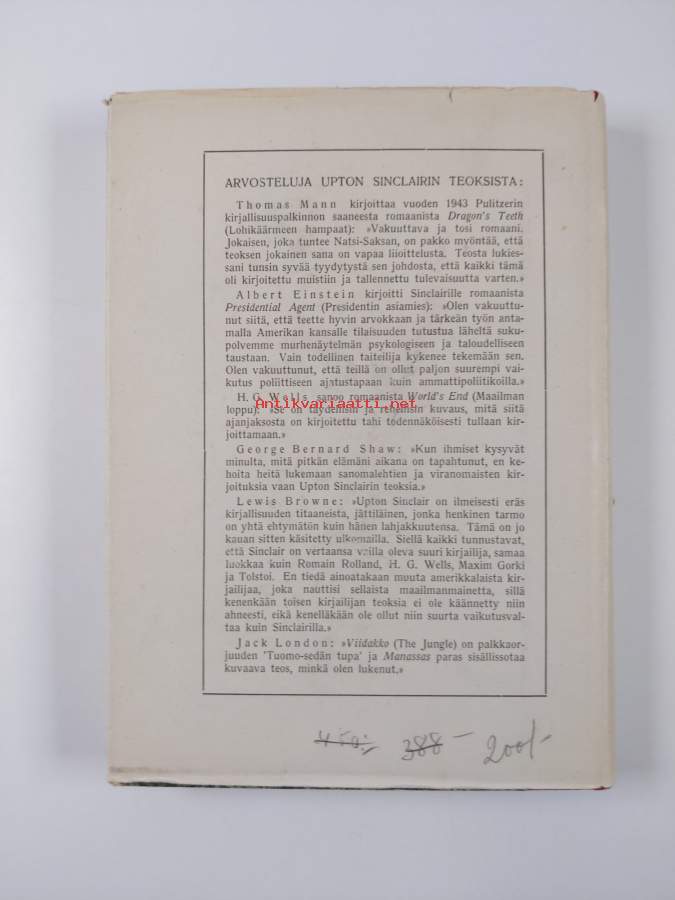 ARVOSTELUJA UPTON SINCLAIRIN TEOKSISTA:
Thomas Mann kirjoittaa vuoden 1943 Pulitzerin
kirjallisuuspalkinnon saaneesta romaanista Dragon's Teeth
(Lohikäärmeen hampaat): »Vakuuttava ja tosi romaani.
Jokaisen, joka tuntee Natsi-Saksan, on pakko myöntää, että
teoksen jokainen sana on vapaa liioittelusta. Teosta lukies-
sani tunsin syvää tyydytystä sen johdosta, että kaikki tämä
oli kirjoitettu muistiin ja tallennettu tulevaisuutta varten.»
Albert Einstein kirjoitti Sinclairille romaanista
Presidential Agent (Presidentin asiamies): »Olen vakuuttu-
nut siitä, että teette hyvin arvokkaan ja tärkeän työn anta-
malla Amerikan kansalle tilaisuuden tutustua läheltä suku-
polvemme murhenäytelmän psykologiseen ja taloudelliseen
taustaan. Vain todellinen taiteilija kykenee tekemään sen.
Olen vakuuttunut, että teillä on ollut paljon suurempi vai-
kutus poliittiseen ajatustapaan kuin ammattipoliitikoilla.»
H. G. Wells sanoo romaanista World's End (Maailman
Antikvariaatti.net
loppu): »Se on täydellisin ja rehellisin kuvaus, mitä siitä
ajanjaksosta on kirjoitettu tahi todennäköisesti tullaan kir-
joittamaan.»
George Bernard Shaw: »Kun ihmiset kysyvät
minulta, mitä pitkän elämäni aikana on tapahtunut, en ke-
hoita heitä lukemaan sanomalehtien ja viranomaisten kir-
joituksia vaan Upton Sinclairin teoksia.»
Lewis Browne: »Upton Sinclair on ilmeisesti eräs
kirjallisuuden titaaneista, jättiläinen, jonka henkinen tarmo
on yhtä ehtymätön kuin hänen lahjakkuutensa. Tämä on jo
kauan sitten käsitetty ulkomailla. Siellä kaikki tunnustavat,
että Sinclair on vertaansa vailla oleva suuri kirjailija, samaa
luokkaa kuin Romain Rolland, H. G. Wells, Maxim Gorki
ja Tolstoi. En tiedä ainoatakaan muuta amerikkalaista kir-
jailijaa, joka nauttisi sellaista maailmanmainetta, sillä
kenenkään toisen kirjailijan teoksia ei ole käännetty niin
ahneesti, eikä kenelläkään ole ollut niin suurta vaikutusval-
taa kuin Sinclairilla.»
Jack London: »Viidakko (The Jungle) on palkkaor-
juuden 'Tuomo-sedän tupa' ja Manassas paras sisällissotaa
kuvaava teos, minkä olen lukenut.»
388– 200:-